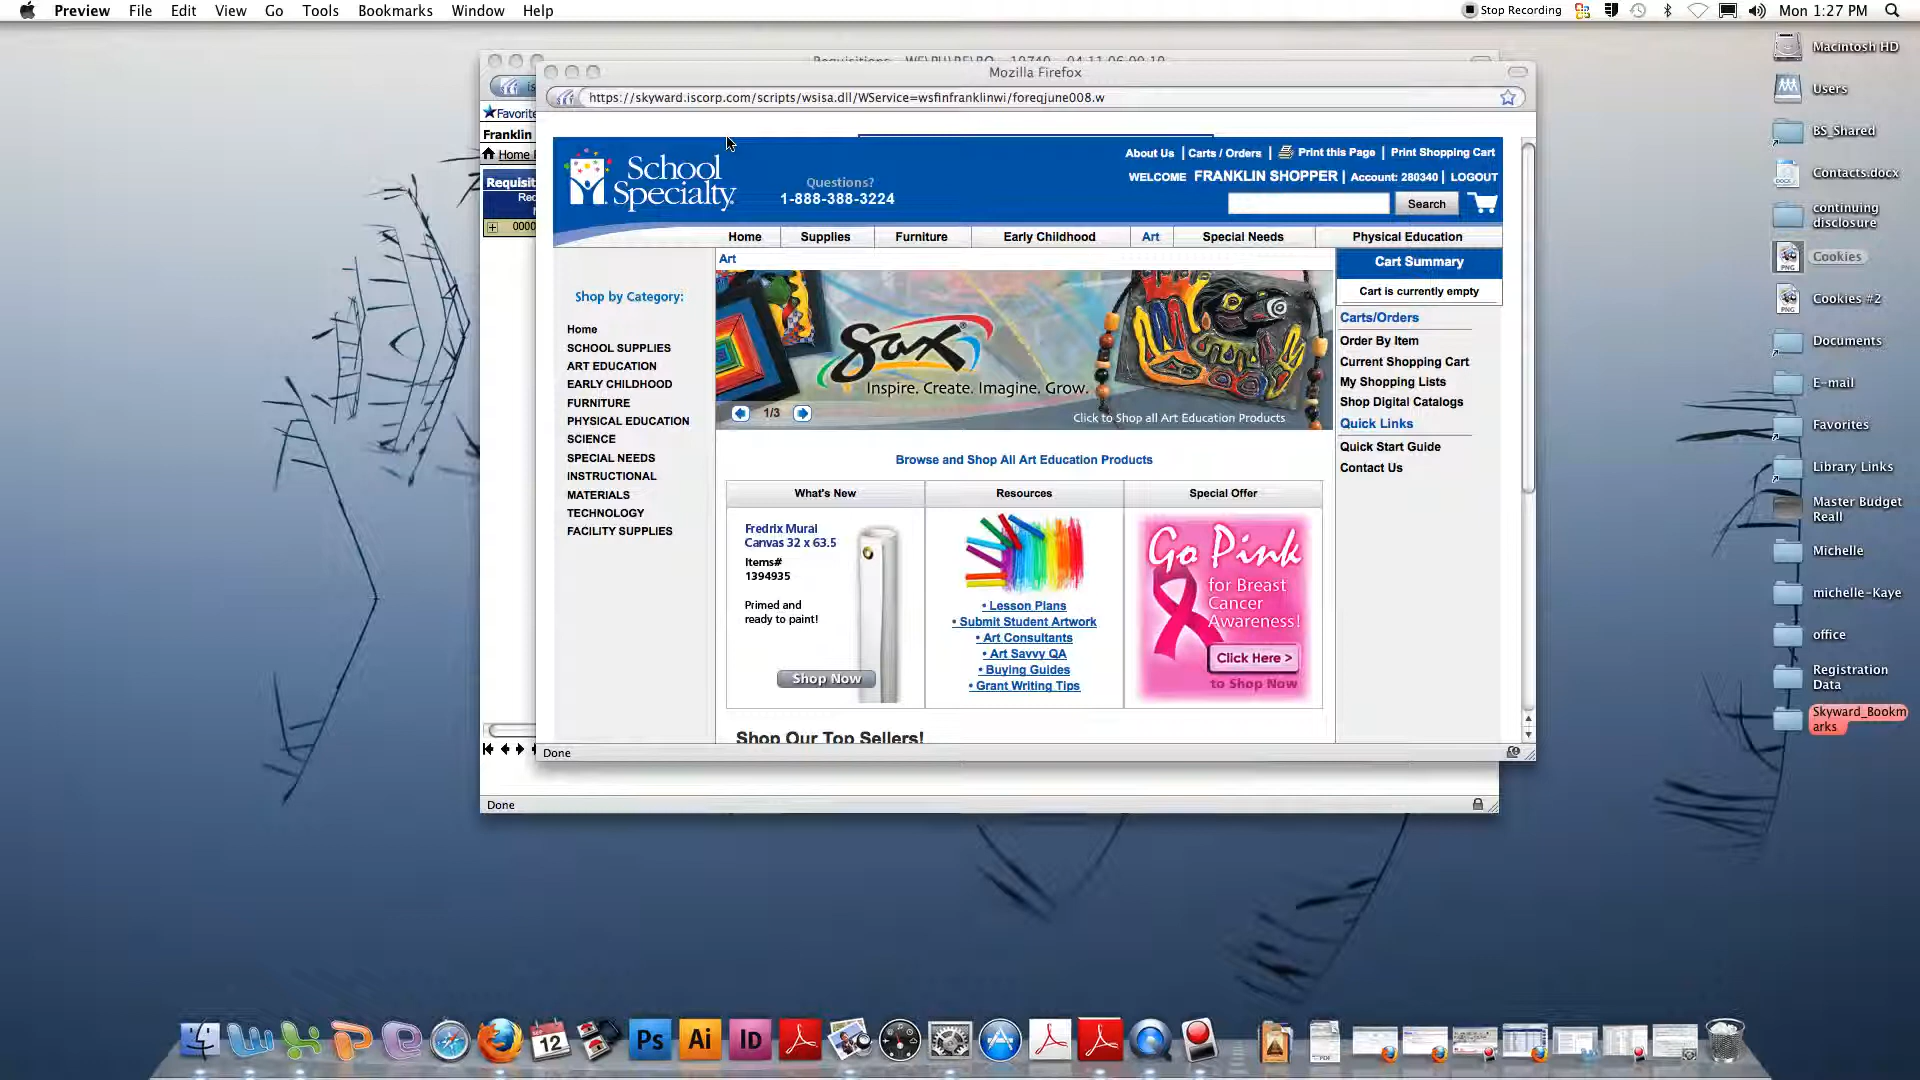 Preview File Edit View Go Tools Bookmarks Window Help
Stop Recording Mon 1:27 PM
Mozilla Firefox
https://skyward.iscorp.com/scripts/wsisa.dll/WService=wsfinfranklinwi/foreqjune008.w
Favorite
Franklin
Home
Requisit
0000
School
Specialty
Questions?
1-888-388-3224
About Us | Carts / Orders | Print this Page | Print Shopping Cart
WELCOME FRANKLIN SHOPPER | Account: 280340 | LOGOUT
Search
Home Supplies Furniture Early Childhood Art Special Needs Physical Education
Shop by Category:
Home
SCHOOL SUPPLIES
ART EDUCATION
EARLY CHILDHOOD
FURNITURE
PHYSICAL EDUCATION
SCIENCE
SPECIAL NEEDS
INSTRUCTIONAL
MATERIALS
TECHNOLOGY
FACILITY SUPPLIES
Art
Sax
Inspire. Create. Imagine. Grow.
1/3
Click to Shop all Art Education Products
Browse and Shop All Art Education Products
What's New
Fredrix Mural
Canvas 32 x 63.5
Items#
1394935
Primed and
ready to paint!
Shop Now
Resources
• Lesson Plans
• Submit Student Artwork
• Art Consultants
• Art Savvy QA
• Buying Guides
• Grant Writing Tips
Special Offer
Go Pink
for Breast
Cancer
Awareness!
Click Here >
to Shop Now
Shop Our Top Sellers!
Cart Summary
Cart is currently empty
Carts/Orders
Order By Item
Current Shopping Cart
My Shopping Lists
Shop Digital Catalogs
Quick Links
Quick Start Guide
Contact Us
Done
Done
Macintosh HD
Users
BS_Shared
Contacts.docx
continuing
disclosure
Cookies
Cookies #2
Documents
E-mail
Favorites
Library Links
Master Budget
Reall
Michelle
michelle-Kaye
office
Registration
Data
Skyward_Bookm
arks
SEP
12
Ps
Ai
Id